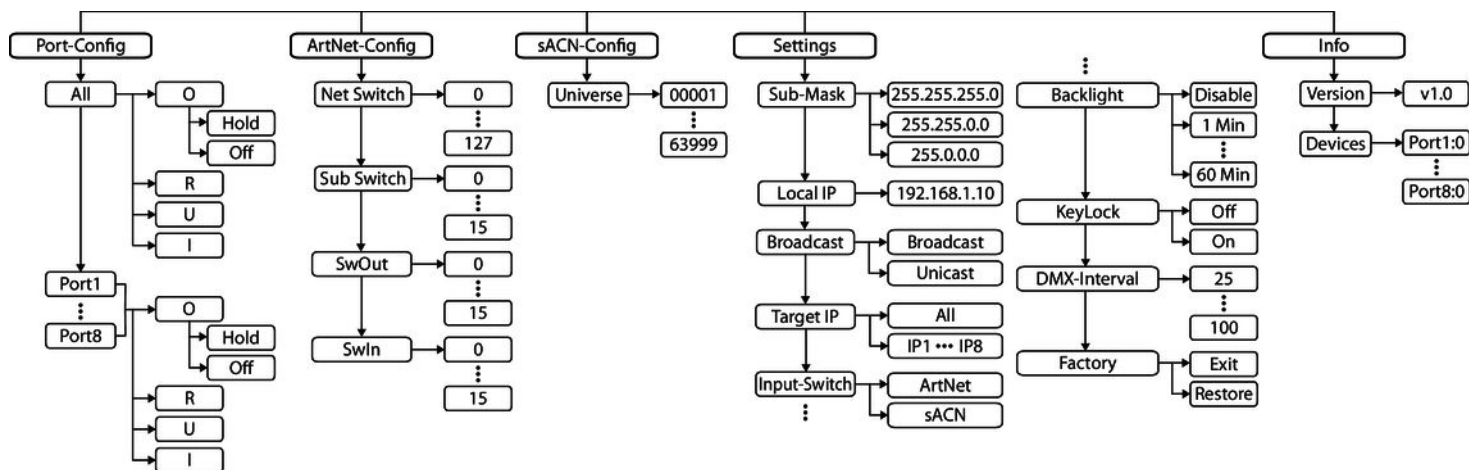 Port-Config
All
O
Hold
Off
R
U
I
Port1
Port8
O
Hold
Off
R
U
I
ArtNet-Config
Net Switch
0
127
Sub Switch
0
15
SwOut
0
15
SwIn
0
15
sACN-Config
Universe
00001
63999
Settings
Sub-Mask
255.255.255.0
255.255.0.0
255.0.0.0
Local IP
192.168.1.10
Broadcast
Broadcast
Unicast
Target IP
All
IP1 ••• IP8
Input-Switch
ArtNet
sACN
Backlight
Disable
1 Min
60 Min
KeyLock
Off
On
DMX-Interval
25
100
Factory
Exit
Restore
Info
Version
v1.0
Devices
Port1:0
Port8:0